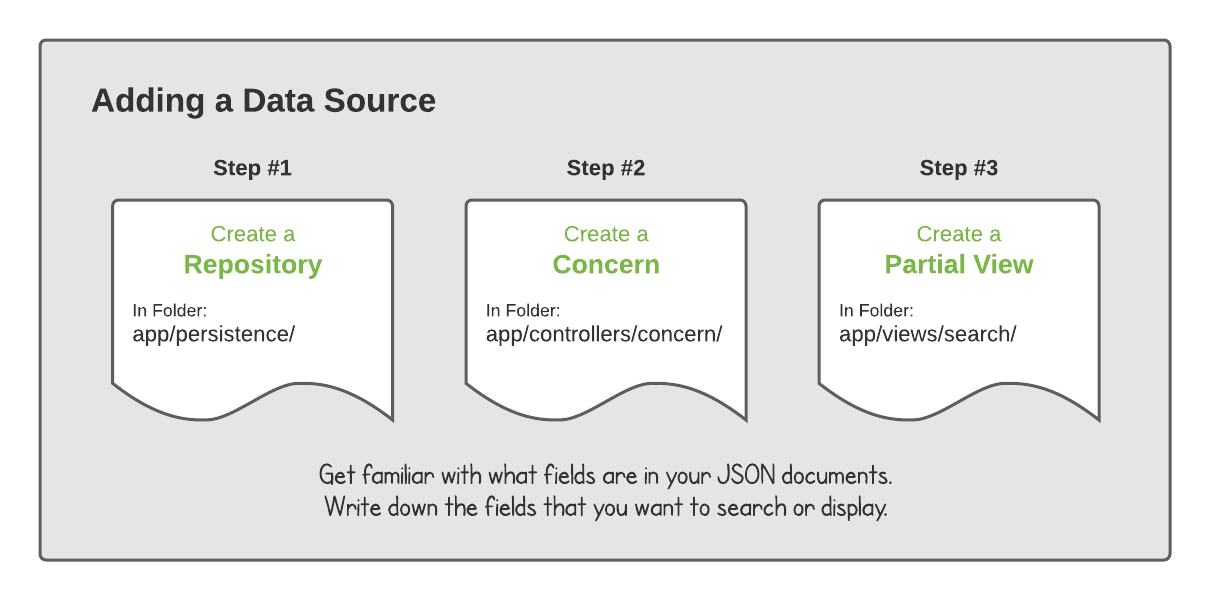 Adding a Data Source
Step #1
Create a
Repository
In Folder:
app/persistence/
Step #2
Create a
Concern
In Folder:
app/controllers/concern/
Step #3
Create a
Partial View
In Folder:
app/views/search/
Get familiar with what fields are in your JSON documents.
Write down the fields that you want to search or display.